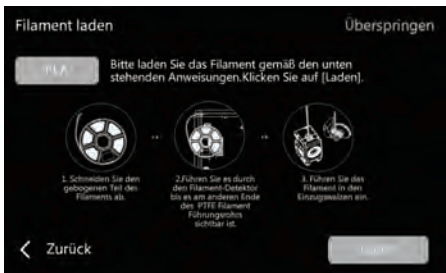 Filament laden
Überspringen
PLA
Bitte laden Sie das Filament gemäß den unten
stehenden Anweisungen.Klicken Sie auf [Laden].
1. Schneiden Sie den
gebogenen Teil des
Filaments ab.
2.Führen Sie es durch
den Filament-Detektor
bis es am anderen Ende
des PTFE Filament
Führungrohrs
sichtbar ist.
3. Führen Sie das
Filament in den
Einzugswalzen ein.
Zurück